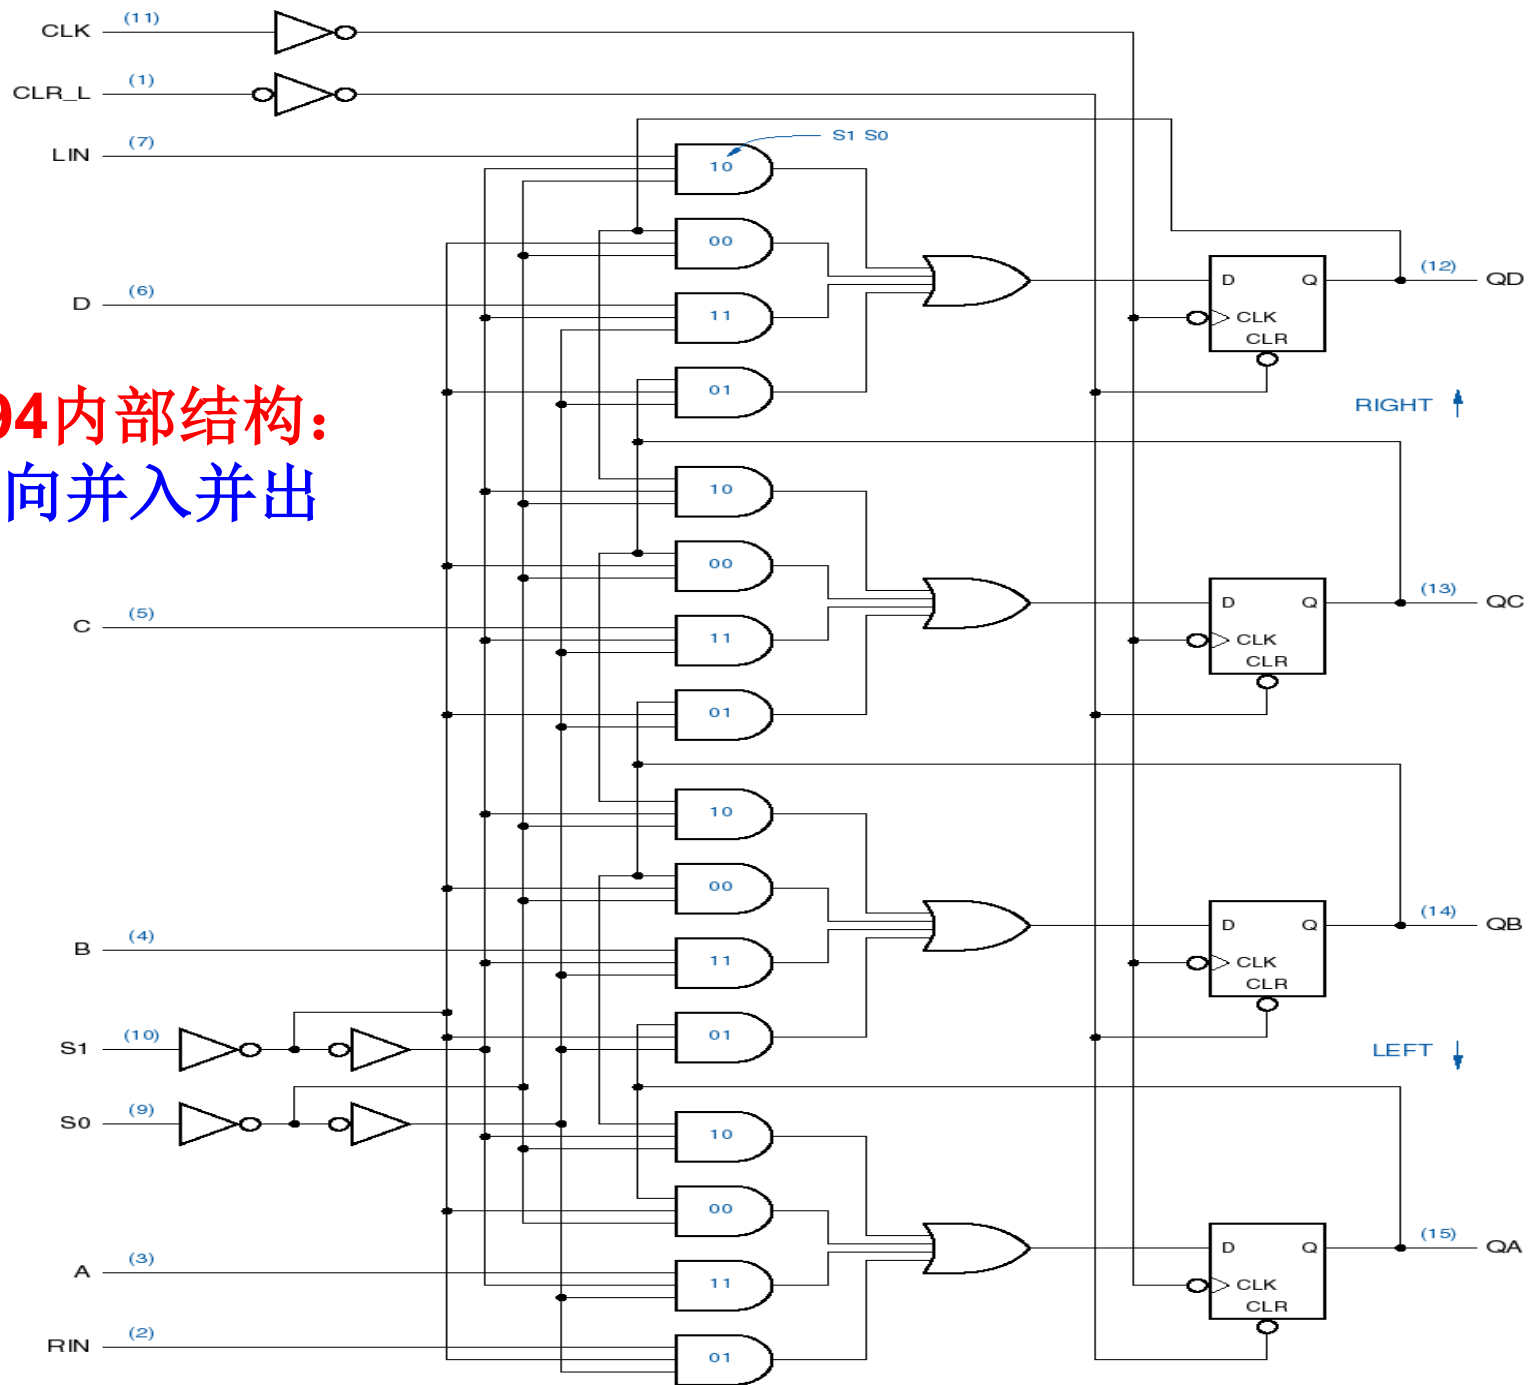 CLK (11)
CLR_L (1)
LIN (7)
S1 S0
10
00
D (6)
11
01
D Q
CLK
CLR
(12) QD
RIGHT
94内部结构：
向并入并出
10
00
C (5)
11
01
D Q
CLK
CLR
(13) QC
10
00
B (4)
11
01
D Q
CLK
CLR
(14) QB
LEFT
S1 (10)
S0 (9)
10
00
A (3)
11
RIN (2)
01
D Q
CLK
CLR
(15) QA